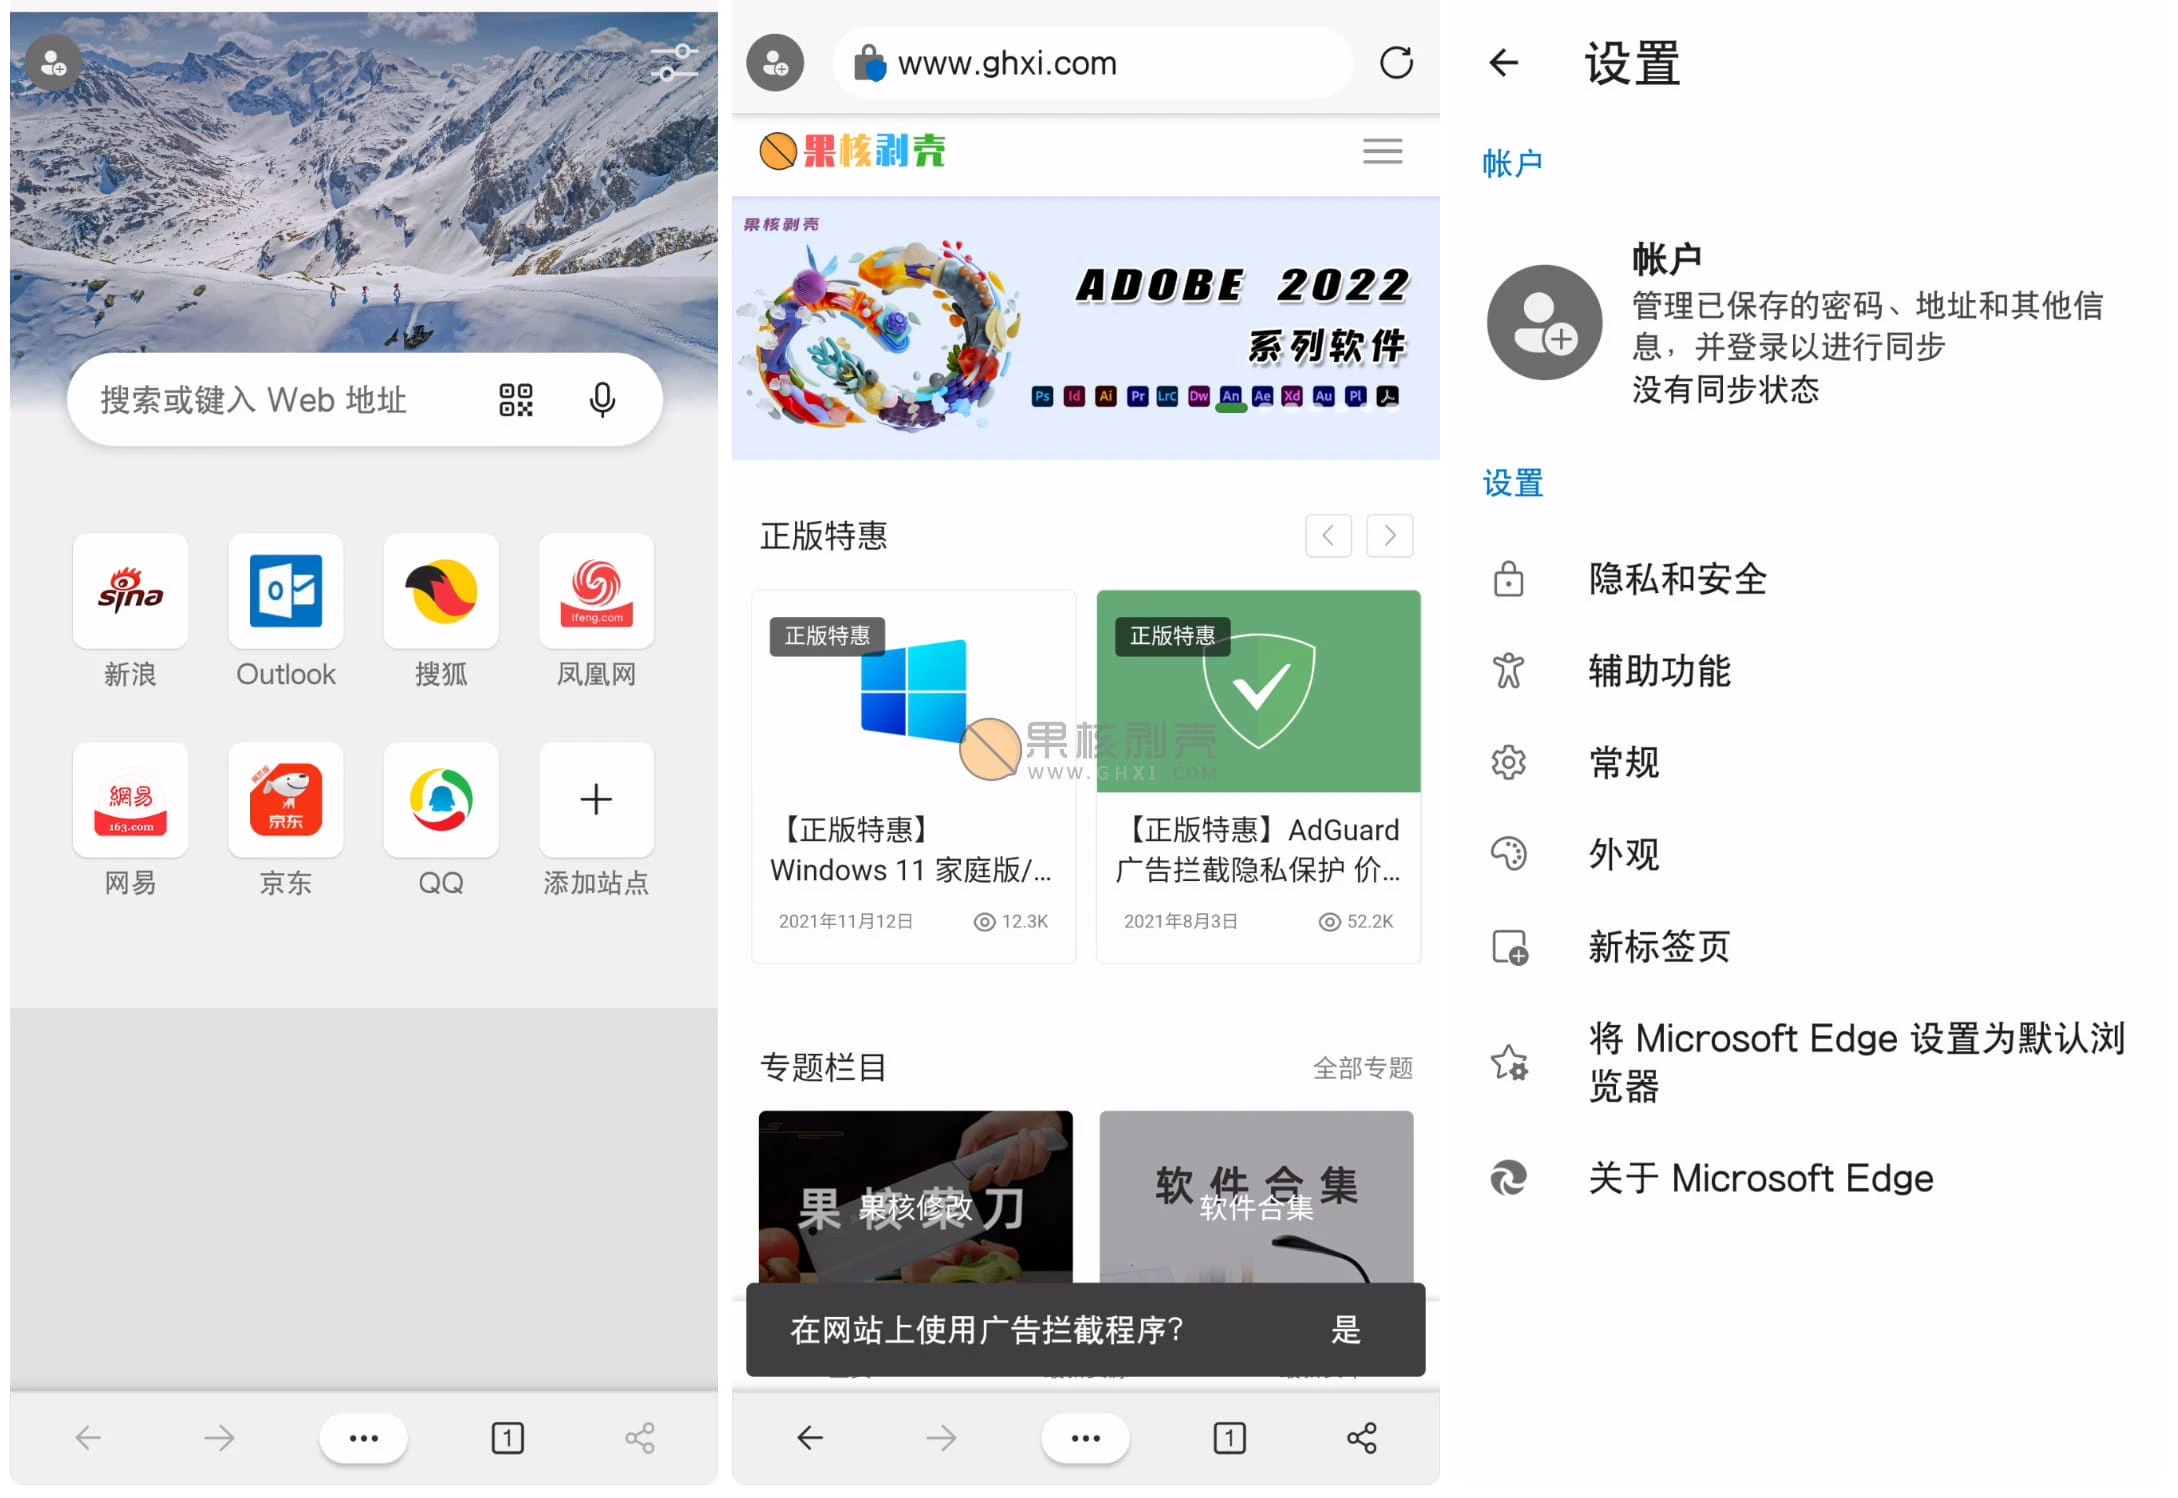 搜索或键入 Web 地址
sina
新浪
Outlook
搜狐
ifeng.com
凤凰网
網易
163.com
网易
京东
京东
QQ
添加站点
1
www.ghxi.com
果核剥壳
果核剥壳
ADOBE 2022
系列软件
Ps Id Ai Pr LrC Dw An Ae Xd Au Pl
正版特惠
正版特惠
正版特惠
果核剥壳
WWW.GHXI.COM
【正版特惠】
Windows 11 家庭版/...
2021年11月12日
12.3K
【正版特惠】AdGuard
广告拦截隐私保护 价...
2021年8月3日
52.2K
专题栏目
全部专题
果核菜刀
果核修改
软件合集
软件合集
在网站上使用广告拦截程序？
是
1
设置
帐户
帐户
管理已保存的密码、地址和其他信
息，并登录以进行同步
没有同步状态
设置
隐私和安全
辅助功能
常规
外观
新标签页
将 Microsoft Edge 设置为默认浏
览器
关于 Microsoft Edge